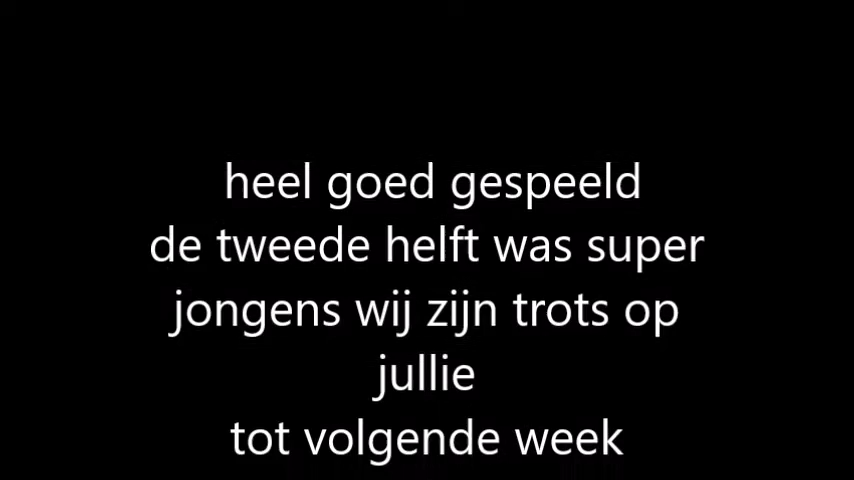 heel goed gespeeld
de tweede helft was super
jongens wij zijn trots op
jullie
tot volgende week